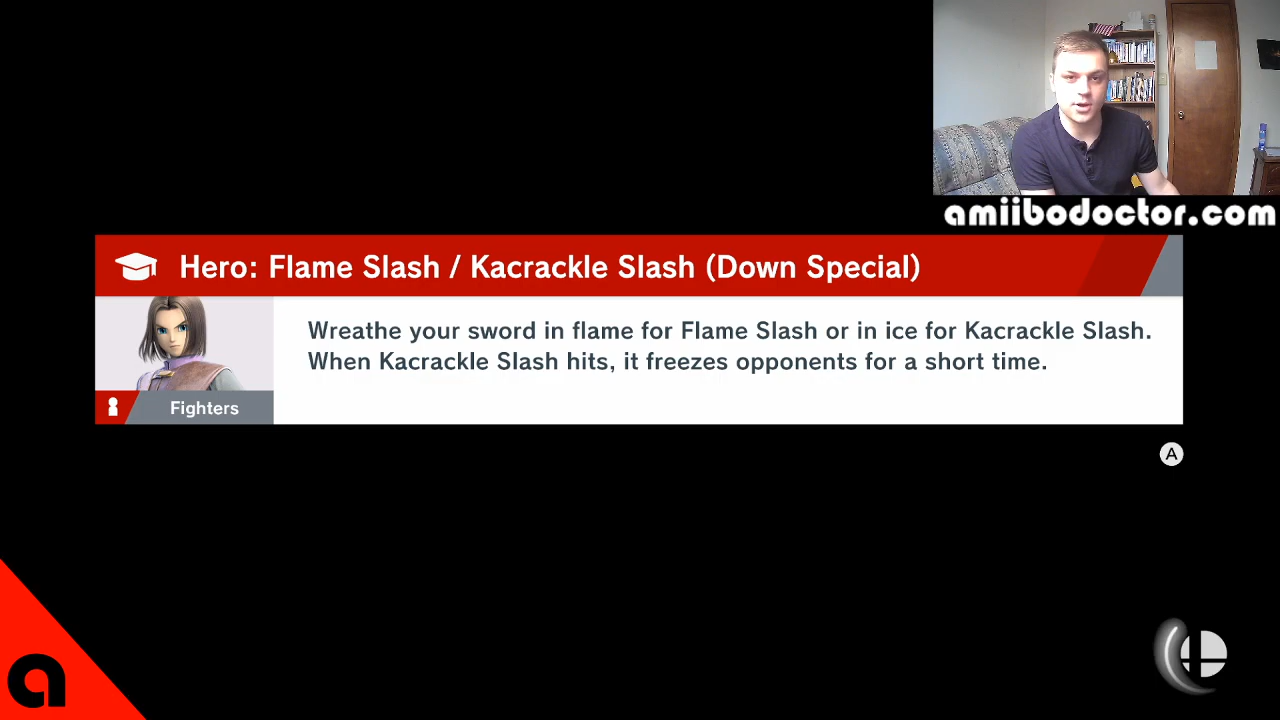 amiibodoctor.com
Hero: Flame Slash / Kacrackle Slash (Down Special)
Wreathe your sword in flame for Flame Slash or in ice for Kacrackle Slash.
When Kacrackle Slash hits, it freezes opponents for a short time.
Fighters
A
a